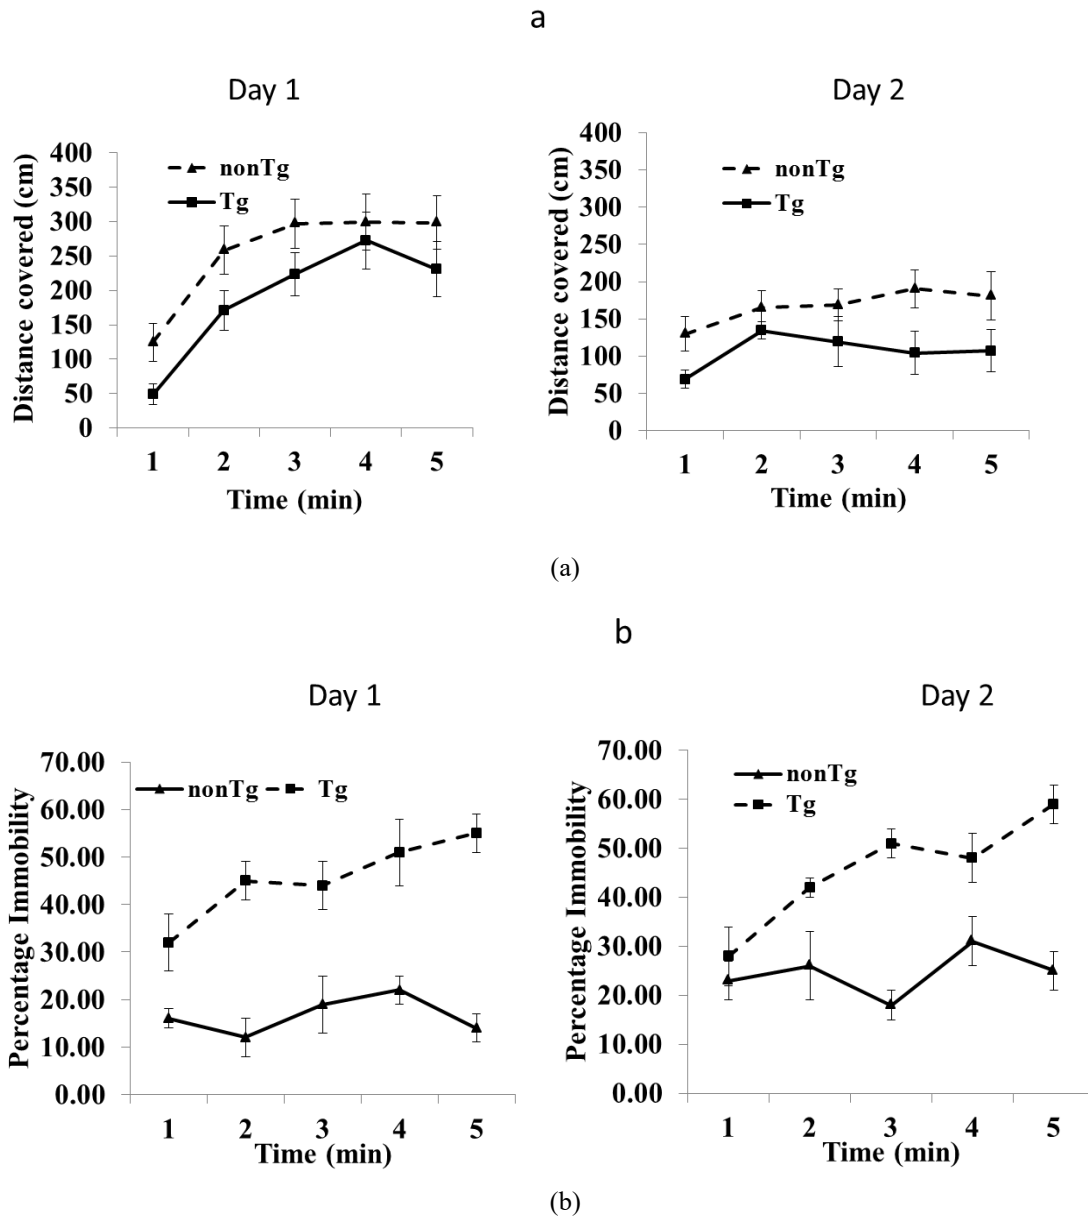 a
Day 1
Day 2
Distance covered (cm)
400
350
300
250
200
150
100
50
0
nonTg
Tg
1 2 3 4 5
Time (min)
Distance covered (cm)
400
350
300
250
200
150
100
50
0
nonTg
Tg
1 2 3 4 5
Time (min)
(a)
b
Day 1
Day 2
Percentage Immobility
70.00
60.00
50.00
40.00
30.00
20.00
10.00
0.00
nonTg Tg
1 2 3 4 5
Time (min)
Percentage Immobility
70.00
60.00
50.00
40.00
30.00
20.00
10.00
0.00
nonTg
Tg
1 2 3 4 5
Time (min)
(b)